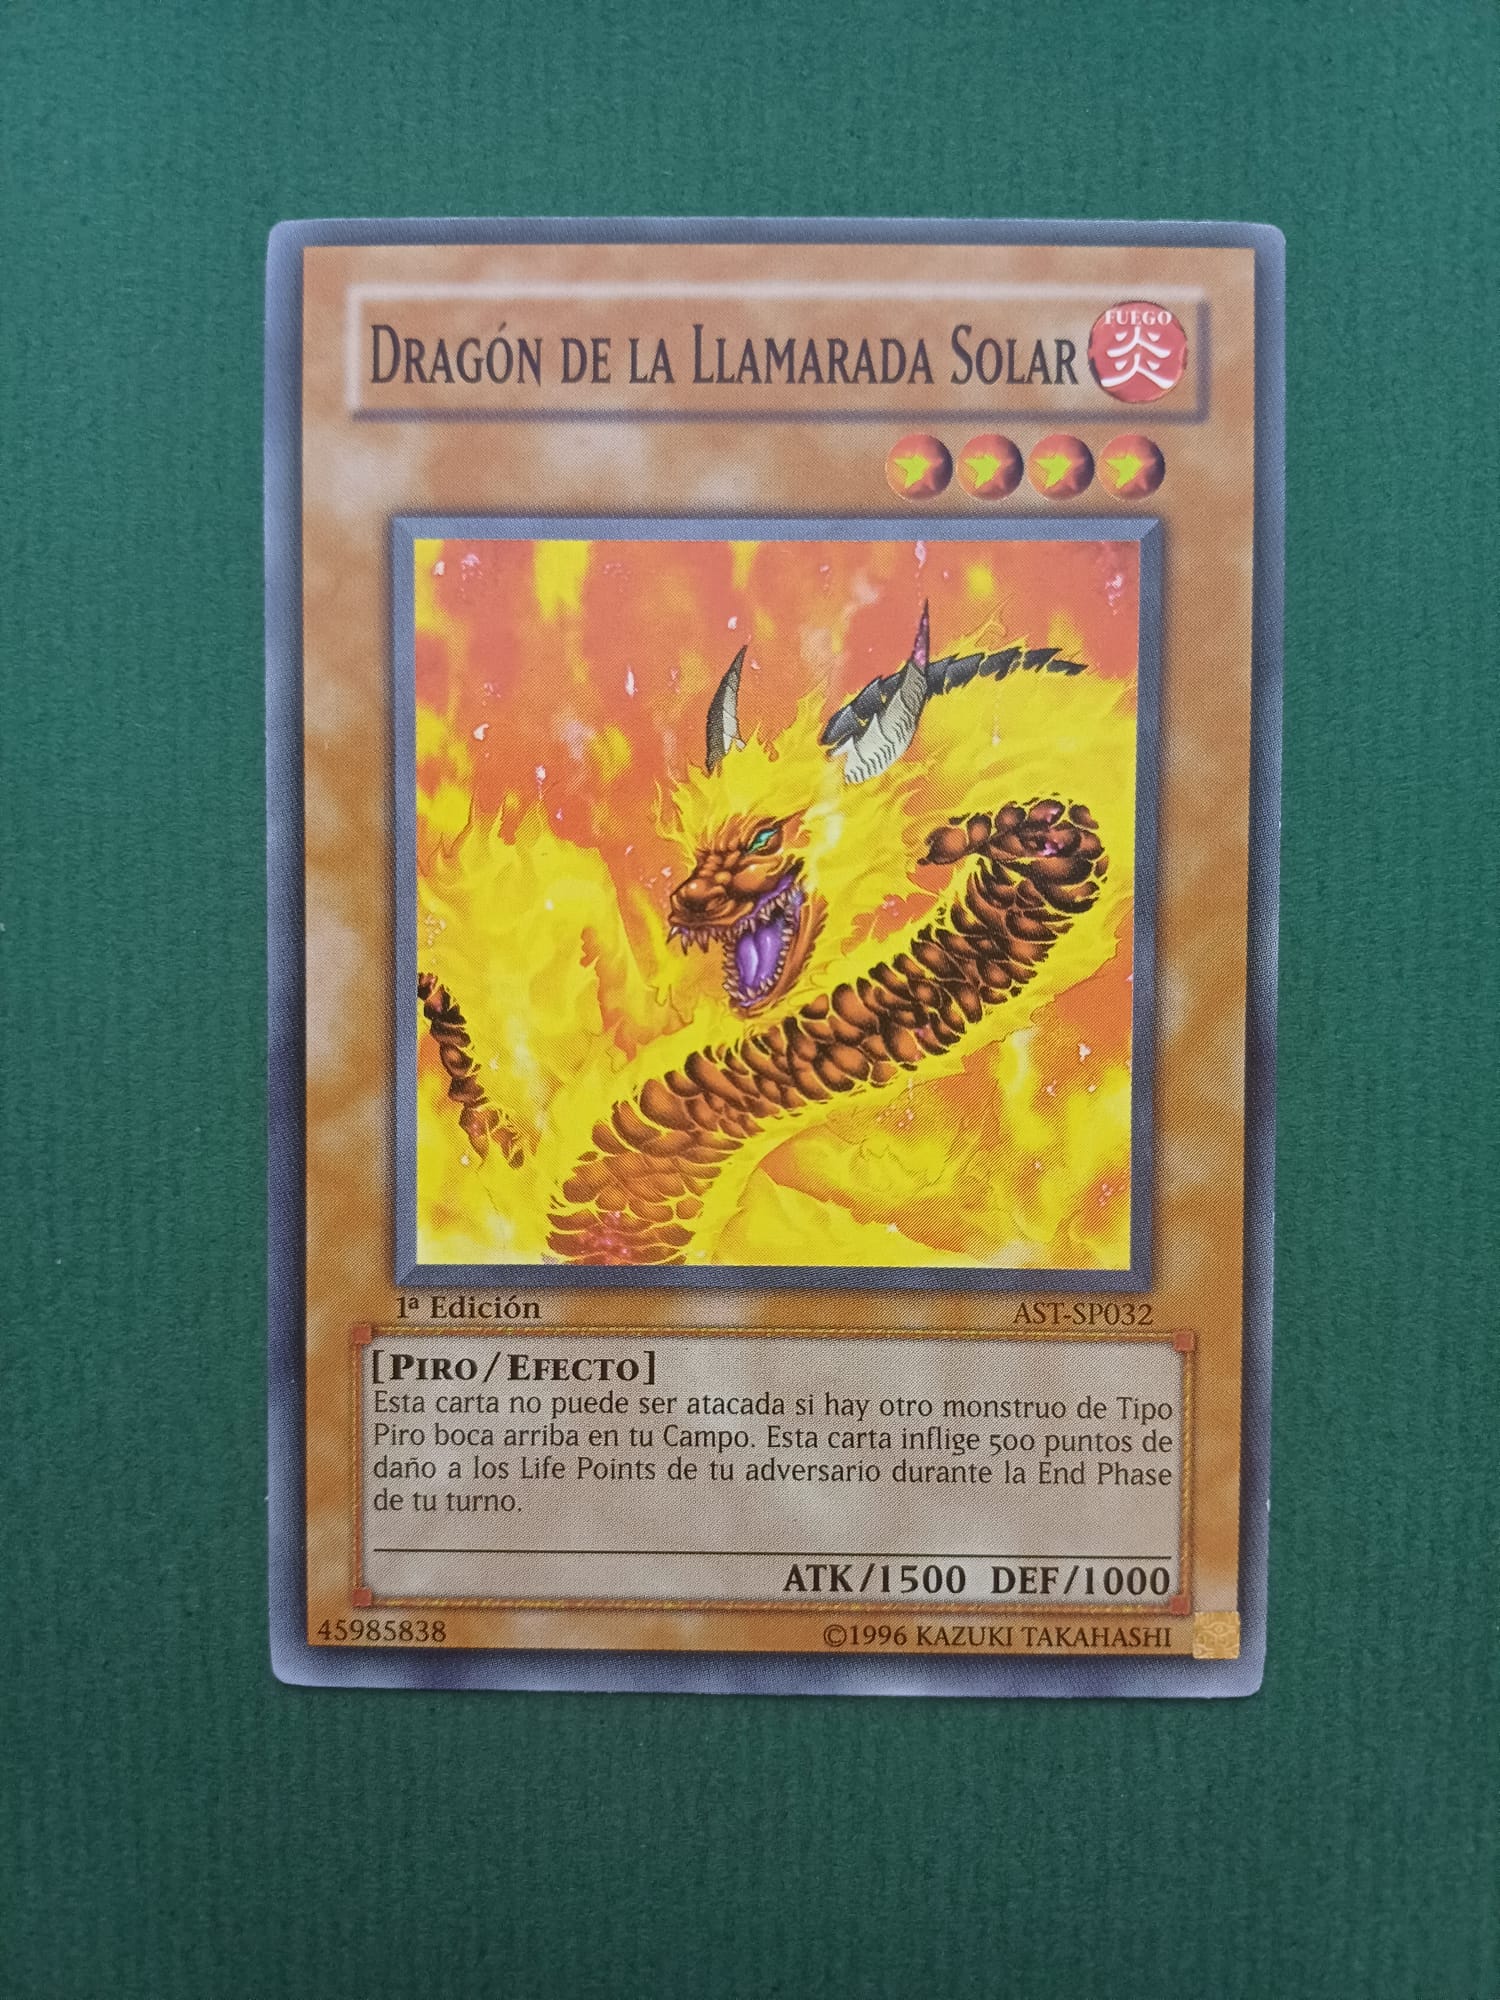 DRAGÓN DE LA LLAMARADA SOLAR
FUEGO
炎
1ª Edición
AST-SP032
[PIRO/EFECTO]
Esta carta no puede ser atacada si hay otro monstruo de Tipo
Piro boca arriba en tu Campo. Esta carta inflige 500 puntos de
daño a los Life Points de tu adversario durante la End Phase
de tu turno.
ATK/1500 DEF/1000
45985838
©1996 KAZUKI TAKAHASHI